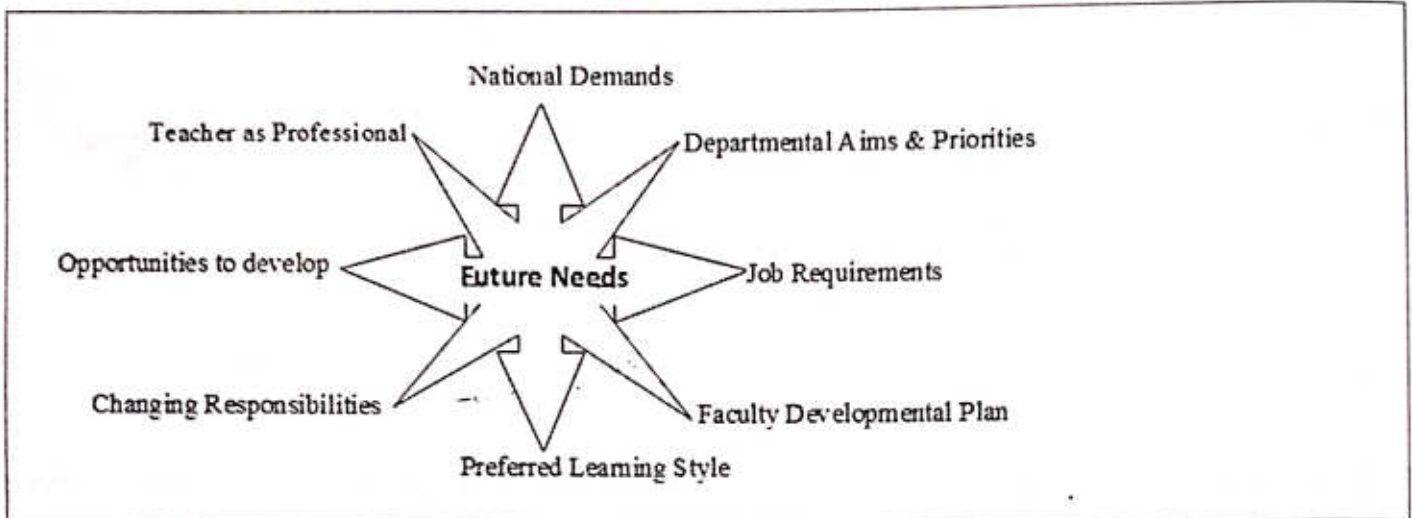 National Demands
Teacher as Professional
Departmental Aims & Priorities
Opportunities to develop
Future Needs
Job Requirements
Changing Responsibilities
Faculty Developmental Plan
Preferred Learning Style